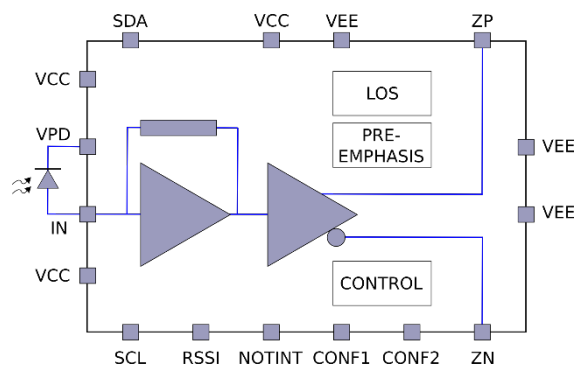 SDA
VCC
VEE
ZP
VCC
LOS
VPD
PRE-
EMPHASIS
VEE
IN
VEE
VCC
CONTROL
SCL
RSSI
NOTINT
CONF1
CONF2
ZN